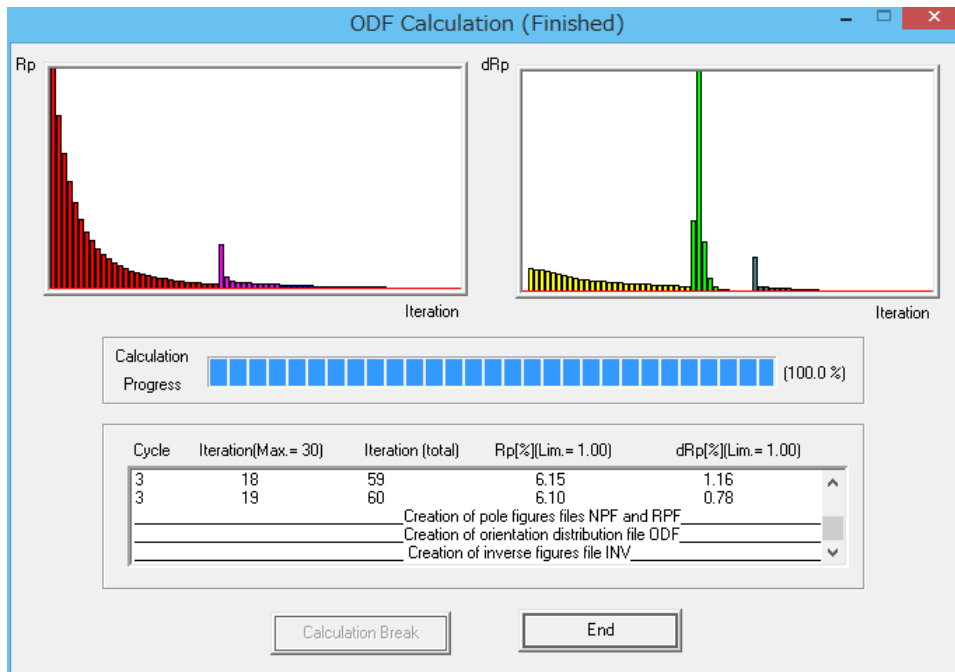 ODF Calculation (Finished)
Rp
dRp
Iteration
Iteration
Calculation
Progress
(100.0 %)
Cycle Iteration(Max.= 30) Iteration (total) Rp[%](Lim.= 1.00) dRp[%](Lim.= 1.00)
3 18 59 6.15 1.16
3 19 60 6.10 0.78
Creation of pole figures files NPF and RPF
Creation of orientation distribution file ODF
Creation of inverse figures file INV
Calculation Break
End